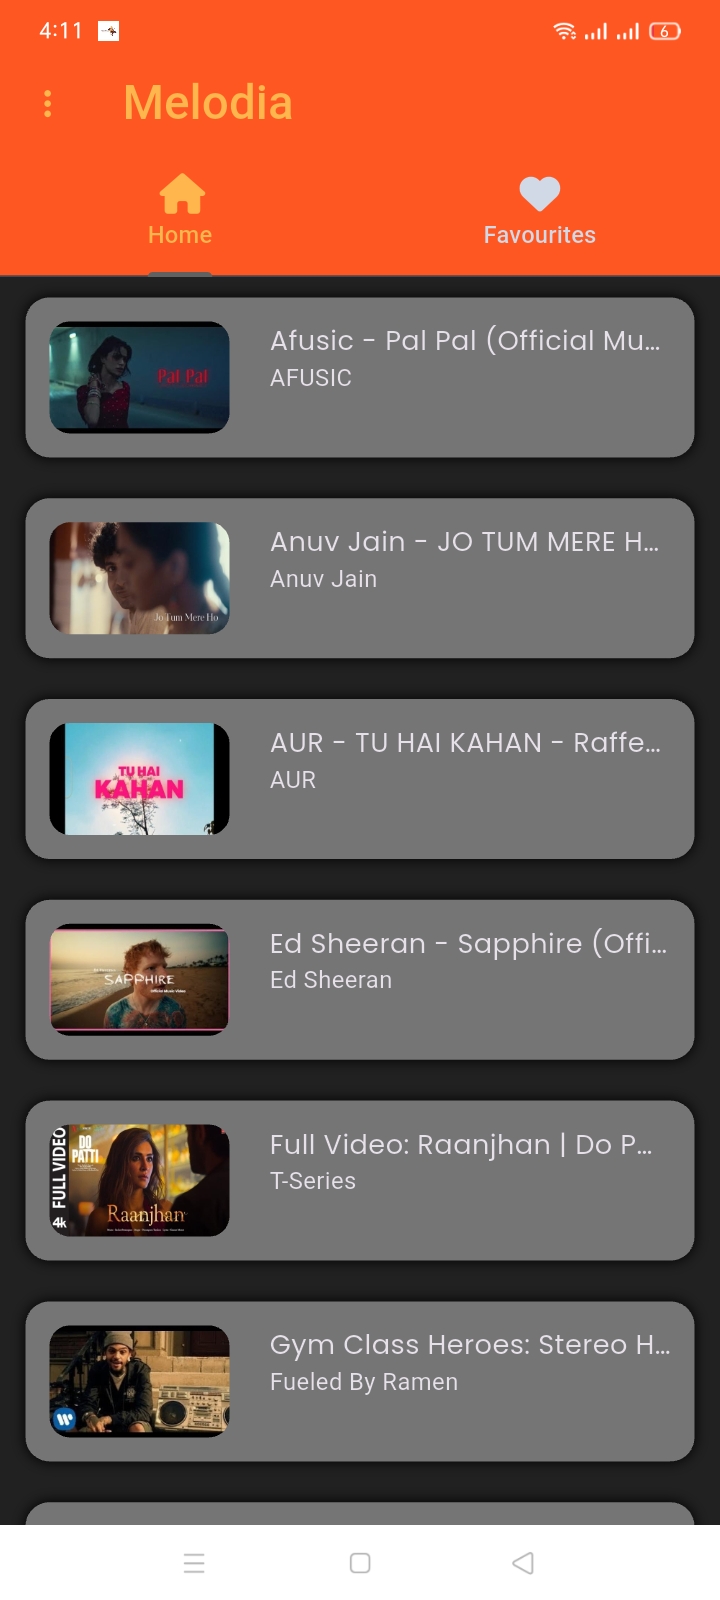 4:11
6
Melodia
Home
Favourites
Pal Pal
Afusic - Pal Pal (Official Mu...
AFUSIC
Jo Tum Mere Ho
Anuv Jain - JO TUM MERE H...
Anuv Jain
TU HAI
KAHAN
AUR - TU HAI KAHAN - Raffe...
AUR
SAPPHIRE
Official Music Video
Ed Sheeran - Sapphire (Offi...
Ed Sheeran
FULL VIDEO
4k
DO
PATTI
Raanjhan
Full Video: Raanjhan | Do P...
T-Series
Gym Class Heroes: Stereo H...
Fueled By Ramen